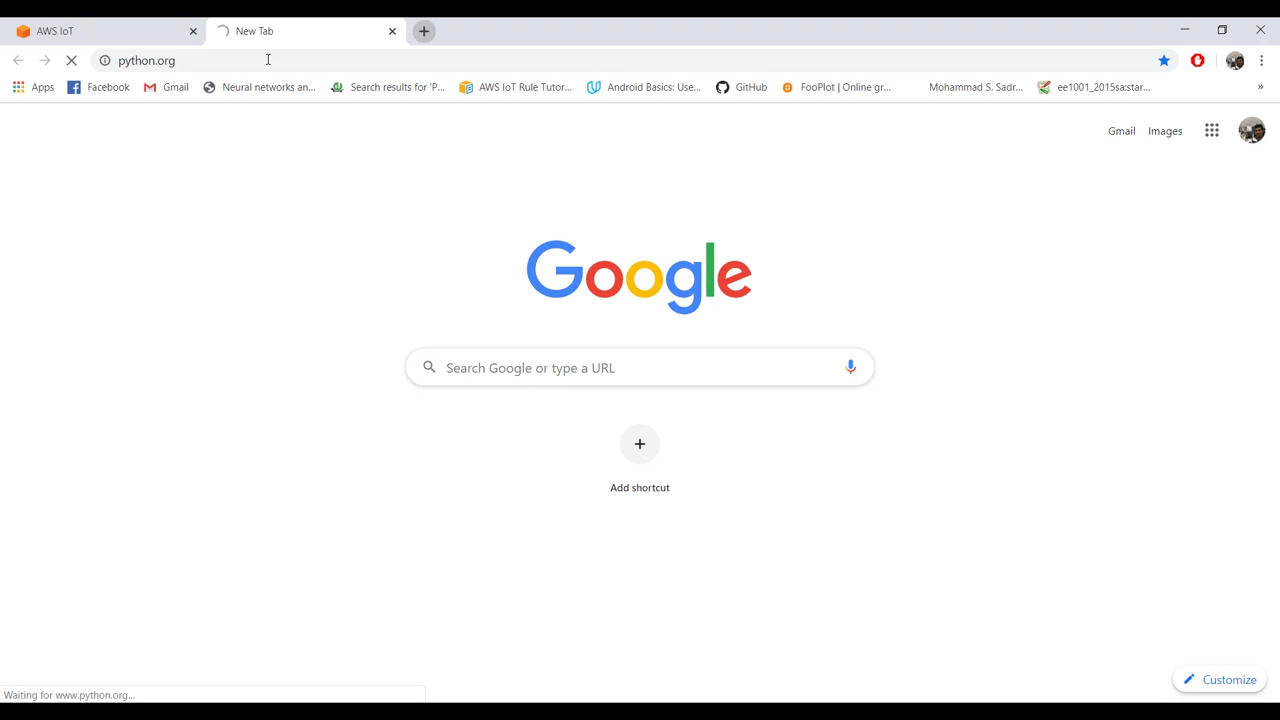 AWS IoT
New Tab
python.org
Apps
Facebook
Gmail
Neural networks an...
Search results for 'P...
AWS IoT Rule Tutor...
Android Basics: Use...
GitHub
FooPlot | Online gr...
Mohammad S. Sadr...
ee1001_2015sa:star...
»
Gmail
Images
Google
Search Google or type a URL
Add shortcut
Customize
Waiting for www.python.org...